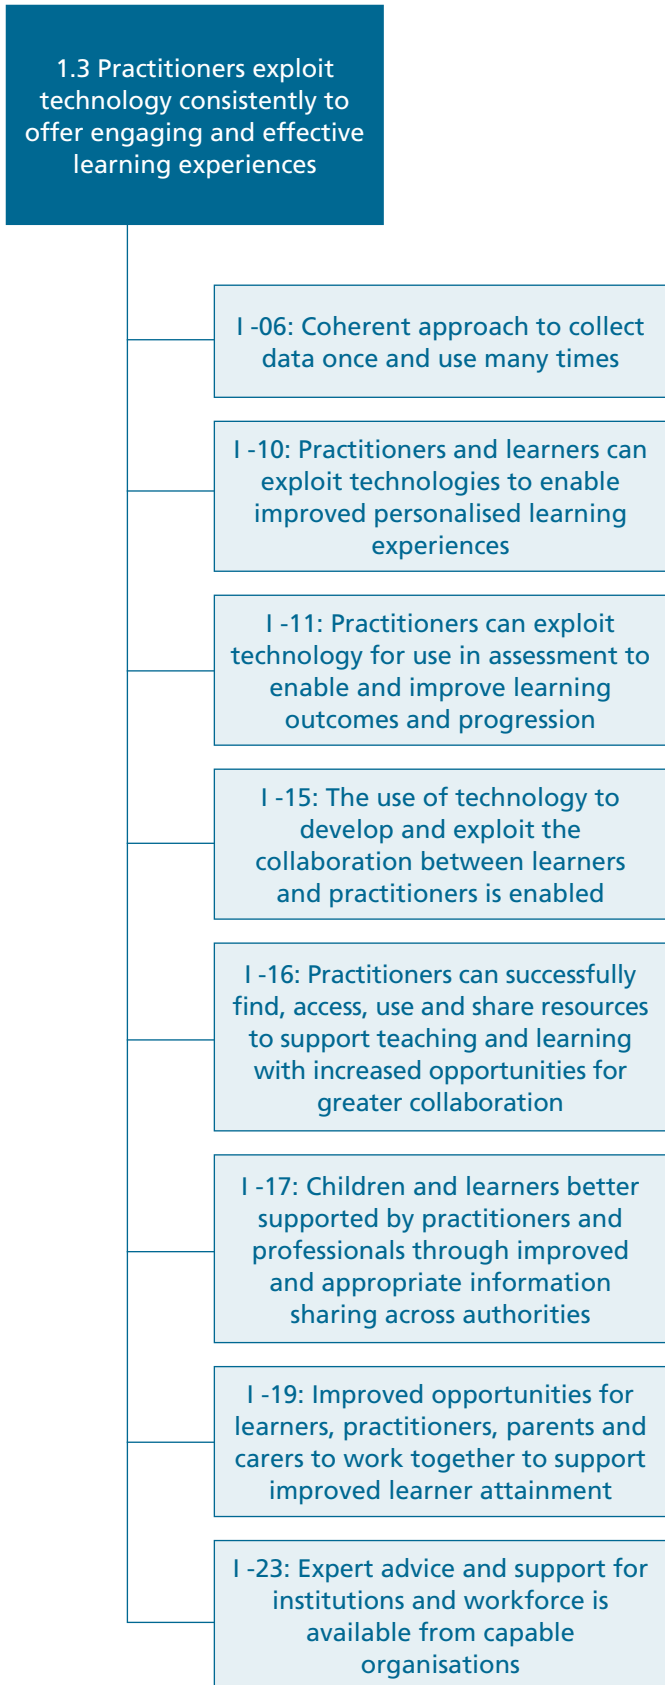 1.3 Practitioners exploit
technology consistently to
offer engaging and effective
learning experiences
I -06: Coherent approach to collect
data once and use many times
I -10: Practitioners and learners can
exploit technologies to enable
improved personalised learning
experiences
I -11: Practitioners can exploit
technology for use in assessment to
enable and improve learning
outcomes and progression
I -15: The use of technology to
develop and exploit the
collaboration between learners
and practitioners is enabled
I -16: Practitioners can successfully
find, access, use and share resources
to support teaching and learning
with increased opportunities for
greater collaboration
I -17: Children and learners better
supported by practitioners and
professionals through improved
and appropriate information
sharing across authorities
I -19: Improved opportunities for
learners, practitioners, parents and
carers to work together to support
improved learner attainment
I -23: Expert advice and support for
institutions and workforce is
available from capable
organisations